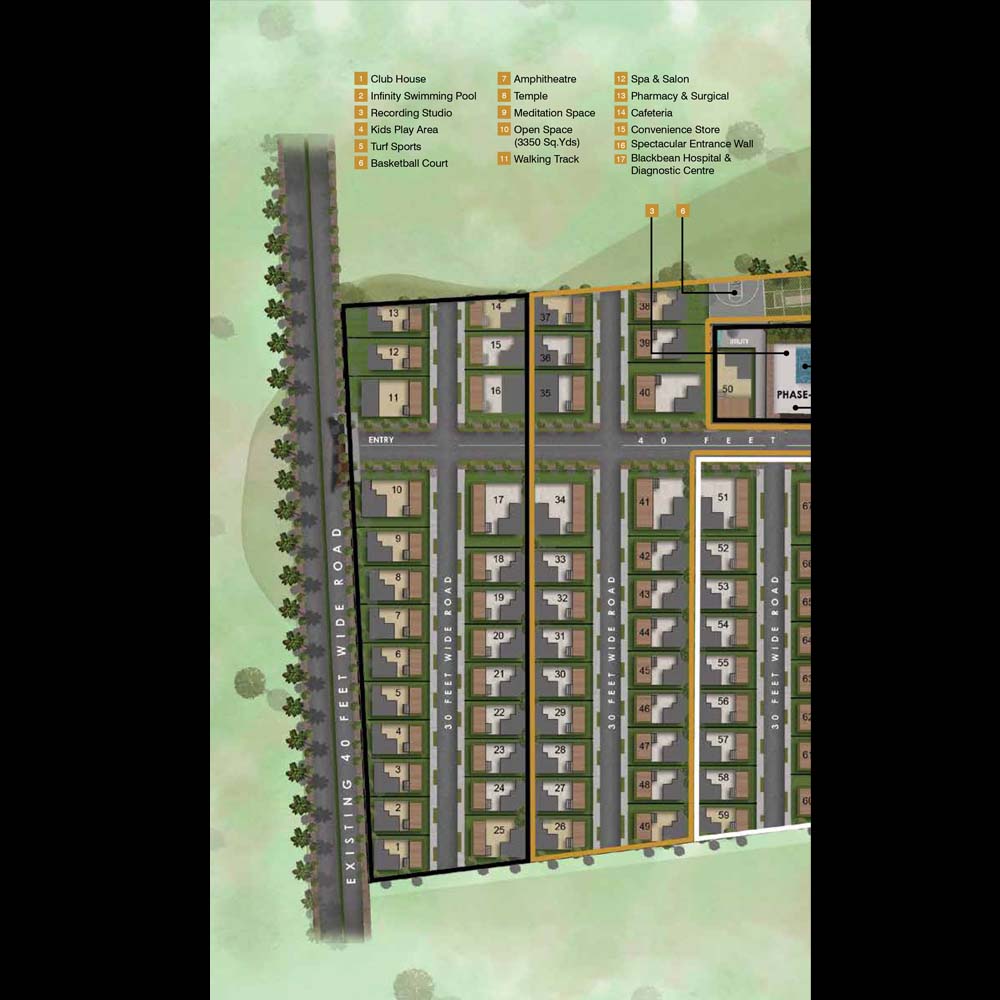 1 Club House
2 Infinity Swimming Pool
3 Recording Studio
4 Kids Play Area
5 Turf Sports
6 Basketball Court
7 Amphitheatre
8 Temple
9 Meditation Space
10 Open Space
(3350 Sq.Yds)
11 Walking Track
12 Spa & Salon
13 Pharmacy & Surgical
14 Cafeteria
15 Convenience Store
16 Spectacular Entrance Wall
17 Blackbean Hospital &
Diagnostic Centre
3 6
13 14 37 38
12 15 36 39
11 16 35 40 50
PHASE-
ENTRY
40 FEET
10 17 34 41 51 67
9 18 33 42 52 66
8 19 32 43 53 65
7 20 31 44 54 64
6 21 30 45 55 63
5 22 29 46 56 62
4 23 28 47 57 61
3 24 27 48 58 60
2 25 26 49 59
1
EXISTING 40 FEET WIDE ROAD
30 FEET WIDE ROAD
30 FEET WIDE ROAD
30 FEET WIDE ROAD